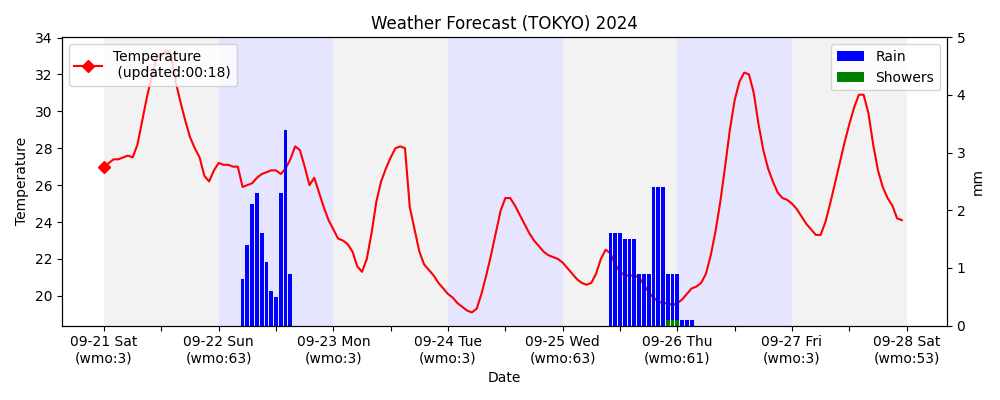 Weather Forecast (TOKYO) 2024
Temperature
(updated:00:18)
Rain
Showers
34
32
30
28
26
24
22
20
Temperature
5
4
3
2
1
0
mm
09-21 Sat
(wmo:3)
09-22 Sun
(wmo:63)
09-23 Mon
(wmo:3)
09-24 Tue
(wmo:3)
09-25 Wed
(wmo:63)
09-26 Thu
(wmo:61)
09-27 Fri
(wmo:3)
09-28 Sat
(wmo:53)
Date